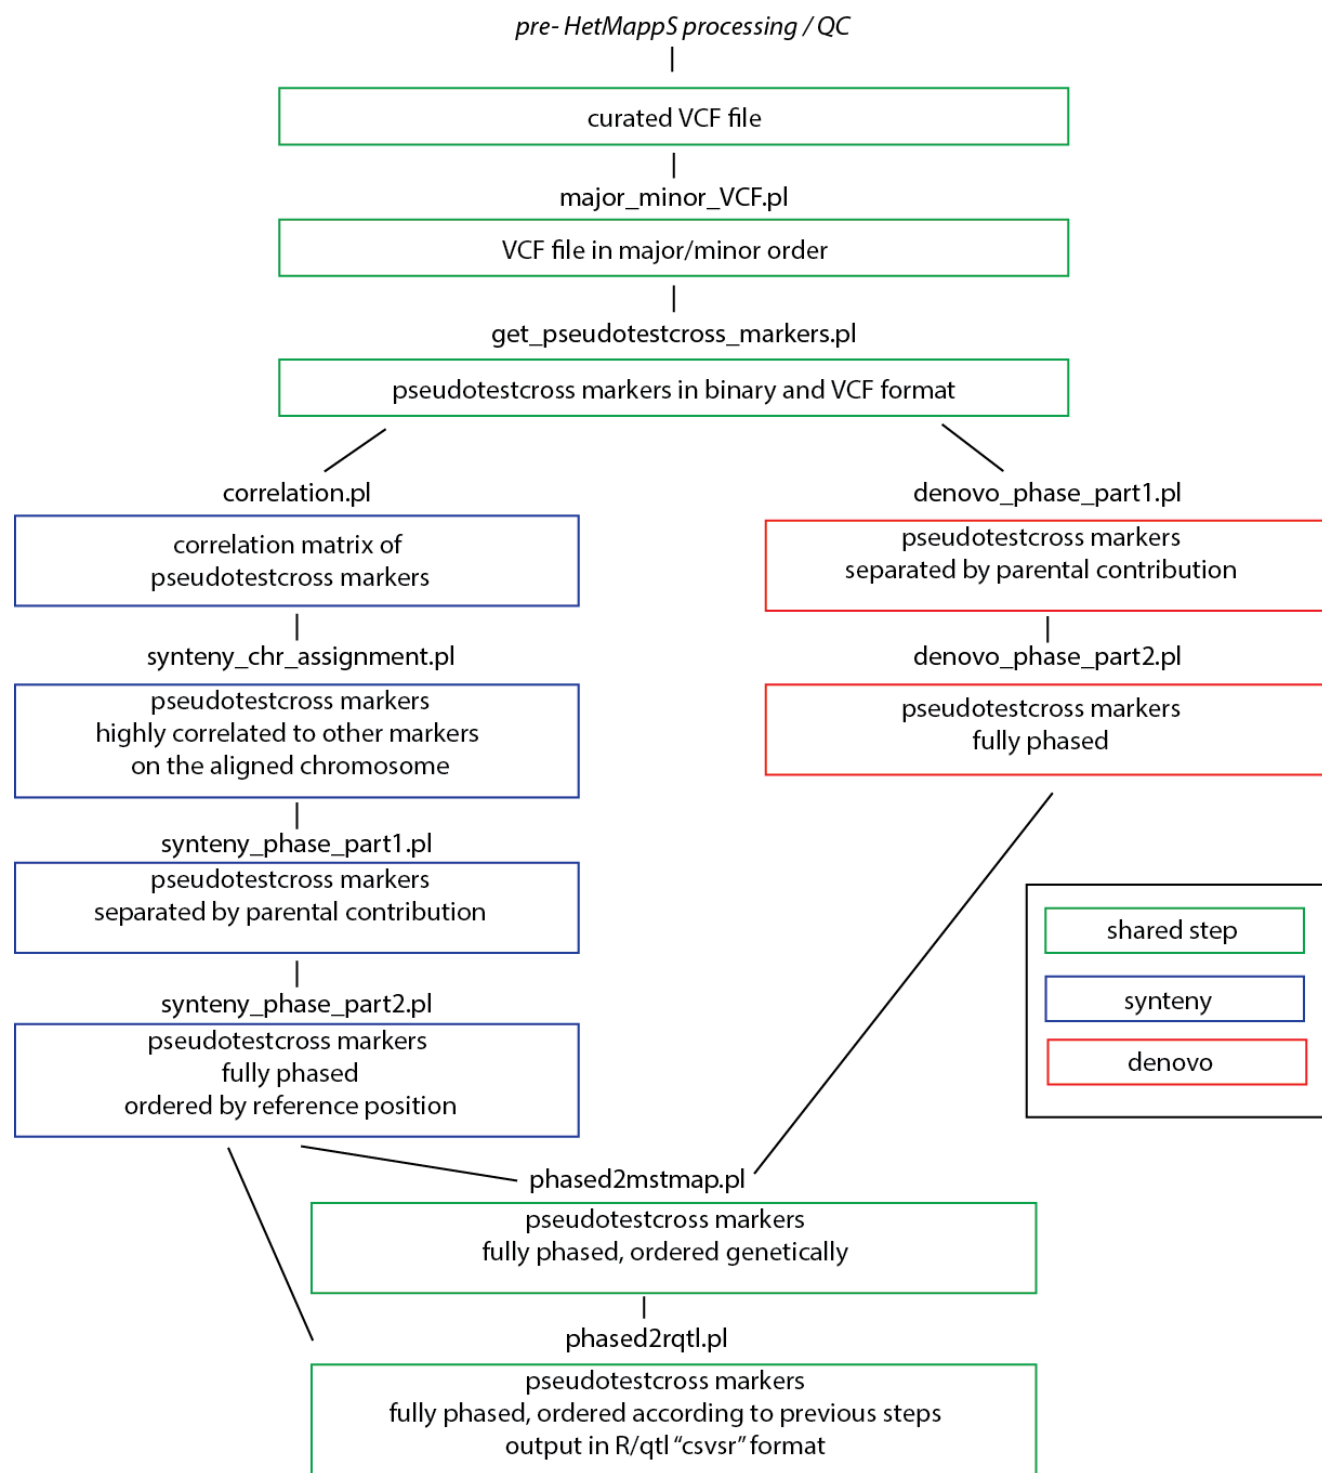 pre- HetMappS processing / QC
curated VCF file
major_minor_VCF.pl
VCF file in major/minor order
get_pseudotestcross_markers.pl
pseudotestcross markers in binary and VCF format
correlation.pl
correlation matrix of
pseudotestcross markers
synteny_chr_assignment.pl
pseudotestcross markers
highly correlated to other markers
on the aligned chromosome
synteny_phase_part1.pl
pseudotestcross markers
separated by parental contribution
synteny_phase_part2.pl
pseudotestcross markers
fully phased
ordered by reference position
denovo_phase_part1.pl
pseudotestcross markers
separated by parental contribution
denovo_phase_part2.pl
pseudotestcross markers
fully phased
shared step
synteny
denovo
phased2mstmap.pl
pseudotestcross markers
fully phased, ordered genetically
phased2rqtl.pl
pseudotestcross markers
fully phased, ordered according to previous steps
output in R/qtl “csvsr” format